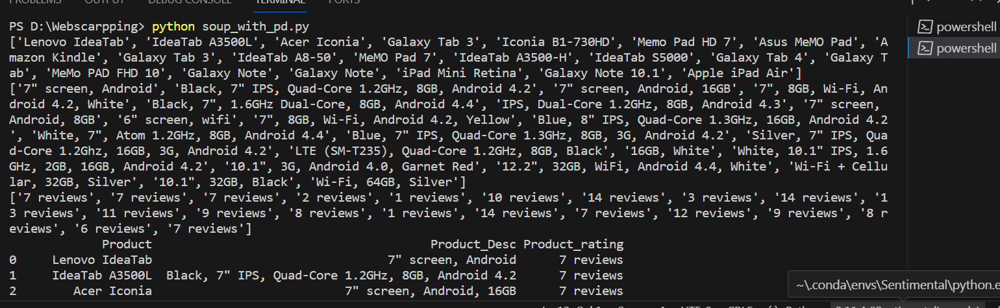 PROBLEMS OUTPUT DEBUG CONSOLE TERMINAL PORTS
PS D:\Webscarpping> python soup_with_pd.py
powershell
['Lenovo IdeaTab', 'IdeaTab A3500L', 'Acer Iconia', 'Galaxy Tab 3', 'Iconia B1-730HD', 'Memo Pad HD 7', 'Asus MeMO Pad', 'A
powershell
mazon Kindle', 'Galaxy Tab 3', 'IdeaTab A8-50', 'MeMO Pad 7', 'IdeaTab A3500-H', 'IdeaTab S5000', 'Galaxy Tab 4', 'Galaxy T
ab', 'MeMo PAD FHD 10', 'Galaxy Note', 'Galaxy Note', 'iPad Mini Retina', 'Galaxy Note 10.1', 'Apple iPad Air']
['7" screen, Android', 'Black, 7" IPS, Quad-Core 1.2GHz, 8GB, Android 4.2', '7" screen, Android, 16GB', '7", 8GB, Wi-Fi, An
droid 4.2, White', 'Black, 7", 1.6GHz Dual-Core, 8GB, Android 4.4', 'IPS, Dual-Core 1.2GHz, 8GB, Android 4.3', '7" screen,
Android, 8GB', '6" screen, wifi', '7", 8GB, Wi-Fi, Android 4.2, Yellow', 'Blue, 8" IPS, Quad-Core 1.3GHz, 16GB, Android 4.2
', 'White, 7", Atom 1.2GHz, 8GB, Android 4.4', 'Blue, 7" IPS, Quad-Core 1.3GHz, 8GB, 3G, Android 4.2', 'Silver, 7" IPS, Qua
d-Core 1.2Ghz, 16GB, 3G, Android 4.2', 'LTE (SM-T235), Quad-Core 1.2GHz, 8GB, Black', '16GB, White', 'White, 10.1" IPS, 1.6
GHz, 2GB, 16GB, Android 4.2', '10.1", 3G, Android 4.0, Garnet Red', '12.2", 32GB, WiFi, Android 4.4, White', 'Wi-Fi + Cellu
lar, 32GB, Silver', '10.1", 32GB, Black', 'Wi-Fi, 64GB, Silver']
['7 reviews', '7 reviews', '7 reviews', '2 reviews', '1 reviews', '10 reviews', '14 reviews', '3 reviews', '14 reviews', '1
3 reviews', '11 reviews', '9 reviews', '8 reviews', '1 reviews', '14 reviews', '7 reviews', '12 reviews', '9 reviews', '8 r
eviews', '6 reviews', '7 reviews']
Product Product_Desc Product_rating
0 Lenovo IdeaTab 7" screen, Android 7 reviews
1 IdeaTab A3500L Black, 7" IPS, Quad-Core 1.2GHz, 8GB, Android 4.2 7 reviews
2 Acer Iconia 7" screen, Android, 16GB 7 reviews
~\.conda\envs\Sentimental\python.e